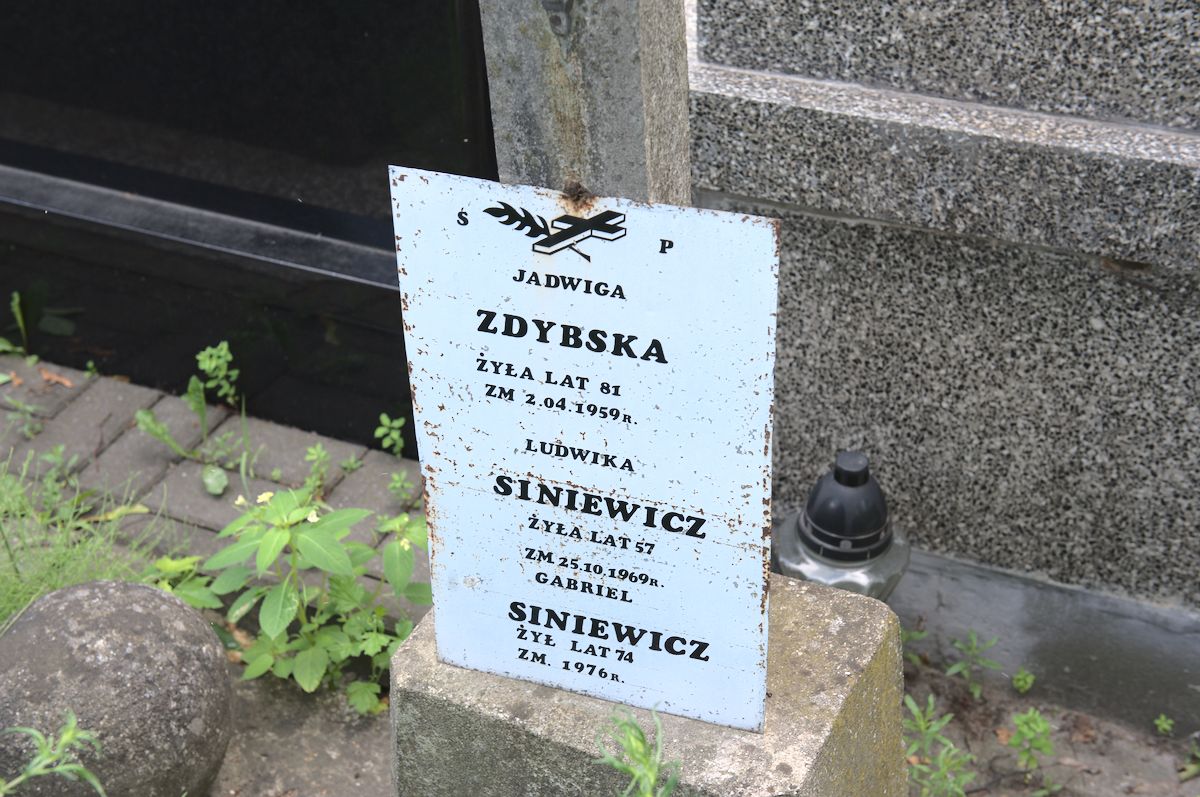 Ś P
JADWIGA
ZDYBSKA
ŻYŁA LAT 81
ZM 2.04.1959R.
LUDWIKA
SINIEWICZ
ŻYŁA LAT 57
ZM 25.10.1969R.
GABRIEL
SINIEWICZ
ŻYŁ LAT 74
ZM. 1976R.